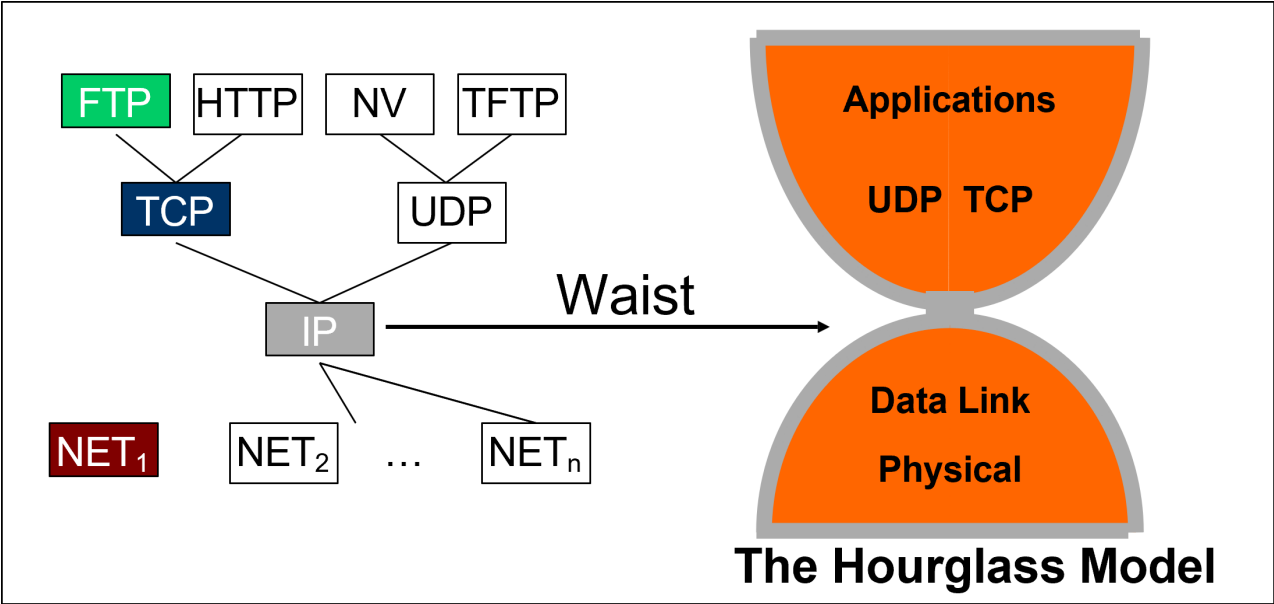 FTP HTTP NV TFTP
TCP UDP
IP
NET1 NET2 ... NETn
Waist
Applications
UDP TCP
Data Link
Physical
The Hourglass Model